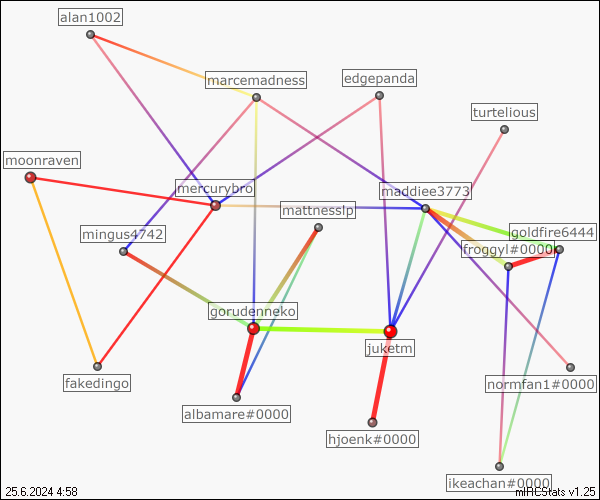 alan1002
marcemadness
edgepanda
turtelious
moonraven
mercurybro
maddiee3773
mattnesslp
mingus4742
goldfire6444
froggyl#0000
gorudenneko
juketm
fakedingo
normfan1#0000
albamare#0000
hjoenk#0000
ikeachan#0000
25.6.2024 4:58
mIRCStats v1.25